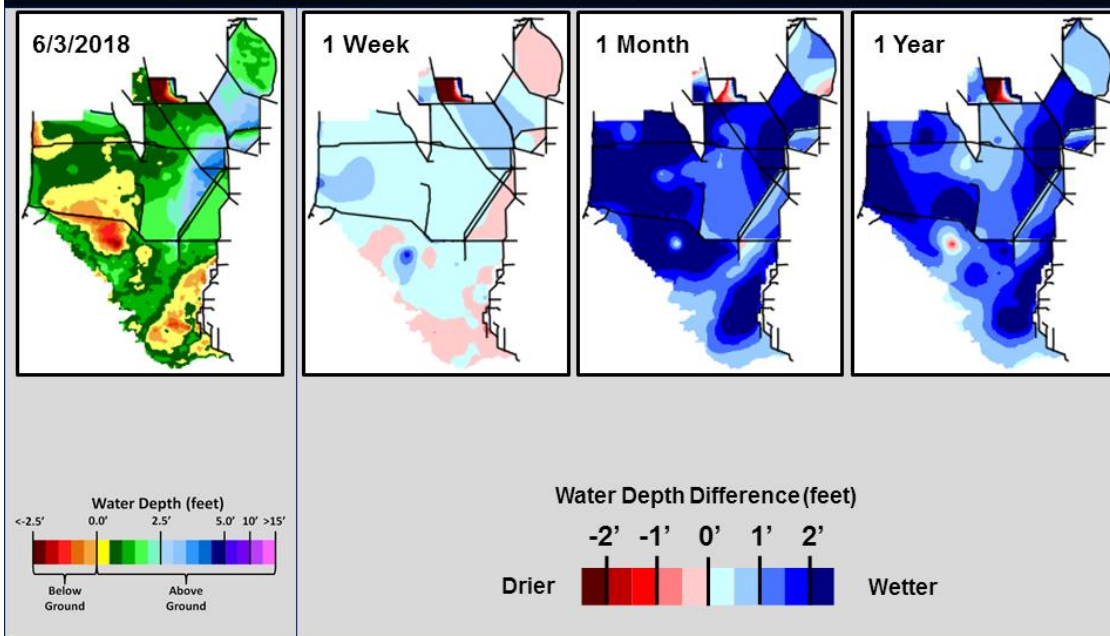 6/3/2018
1 Week
1 Month
1 Year
Water Depth (feet)
<-2.5' 0.0' 2.5' 5.0' 10' >15'
Below
Ground
Above
Ground
Water Depth Difference (feet)
-2' -1' 0' 1' 2'
Drier
Wetter